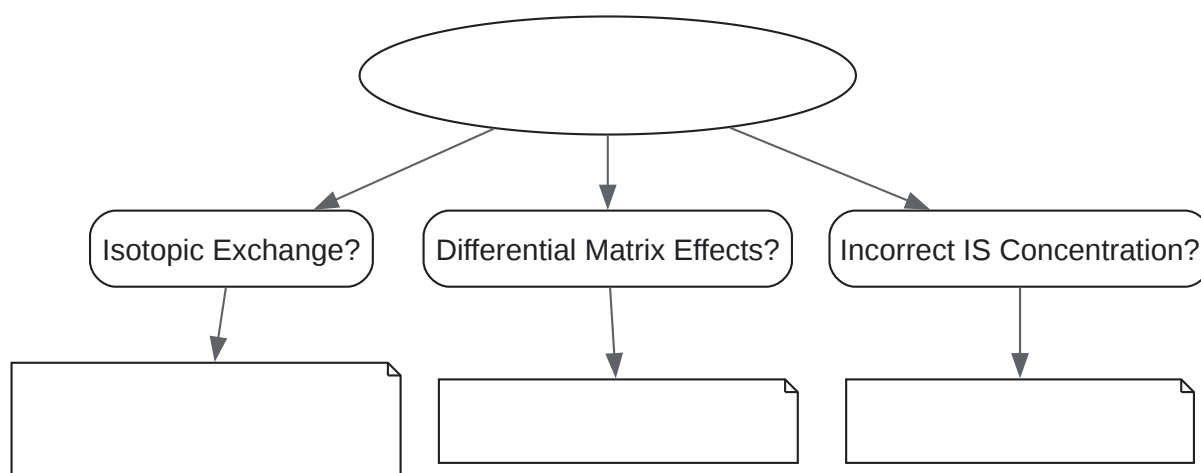 Isotopic Exchange?
Differential Matrix Effects?
Incorrect IS Concentration?